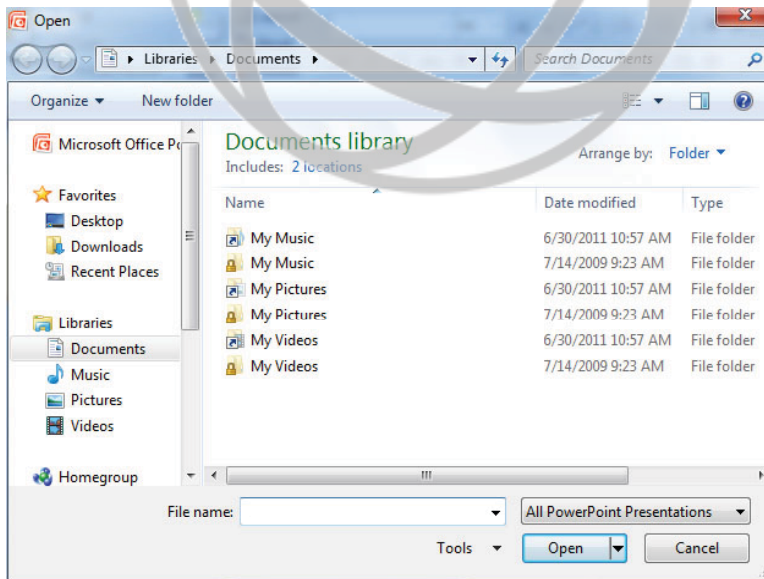 Open
Libraries Documents Search Documents
Organize New folder
Microsoft Office Po
Favorites
Desktop
Downloads
Recent Places
Libraries
Documents
Music
Pictures
Videos
Homegroup
Documents library
Includes: 2 locations
Arrange by: Folder
Name Date modified Type
My Music 6/30/2011 10:57 AM File folder
My Music 7/14/2009 9:23 AM File folder
My Pictures 6/30/2011 10:57 AM File folder
My Pictures 7/14/2009 9:23 AM File folder
My Videos 6/30/2011 10:57 AM File folder
My Videos 7/14/2009 9:23 AM File folder
File name: All PowerPoint Presentations
Tools Open Cancel